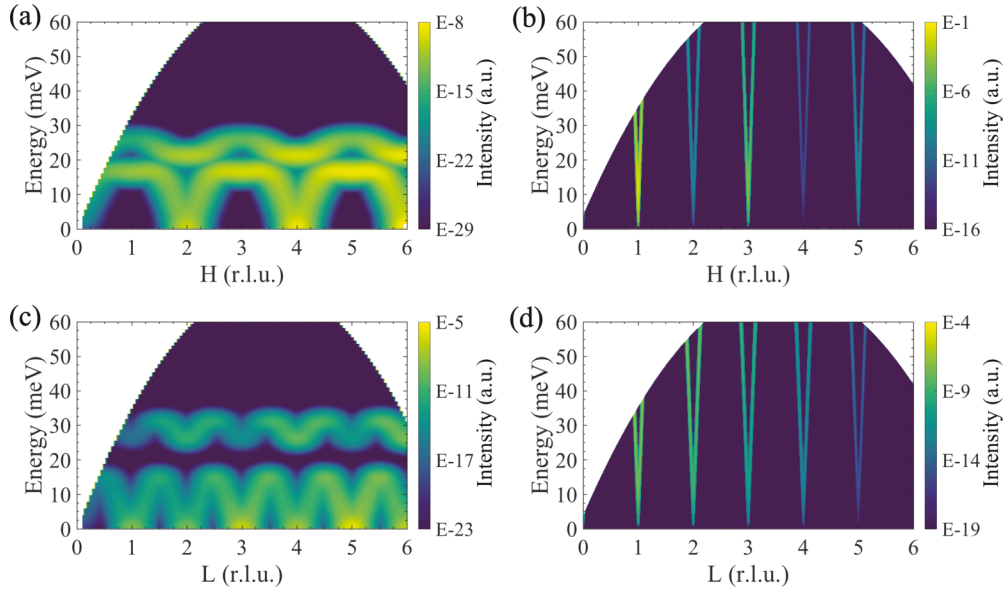 (a)
60
50
40
30
20
10
0
Energy (meV)
0 1 2 3 4 5 6
H (r.l.u.)
E-8
E-15
E-22
E-29
Intensity (a.u.)
(b)
60
50
40
30
20
10
0
Energy (meV)
0 1 2 3 4 5 6
H (r.l.u.)
E-1
E-6
E-11
E-16
Intensity (a.u.)
(c)
60
50
40
30
20
10
0
Energy (meV)
0 1 2 3 4 5 6
L (r.l.u.)
E-5
E-11
E-17
E-23
Intensity (a.u.)
(d)
60
50
40
30
20
10
0
Energy (meV)
0 1 2 3 4 5 6
L (r.l.u.)
E-4
E-9
E-14
E-19
Intensity (a.u.)